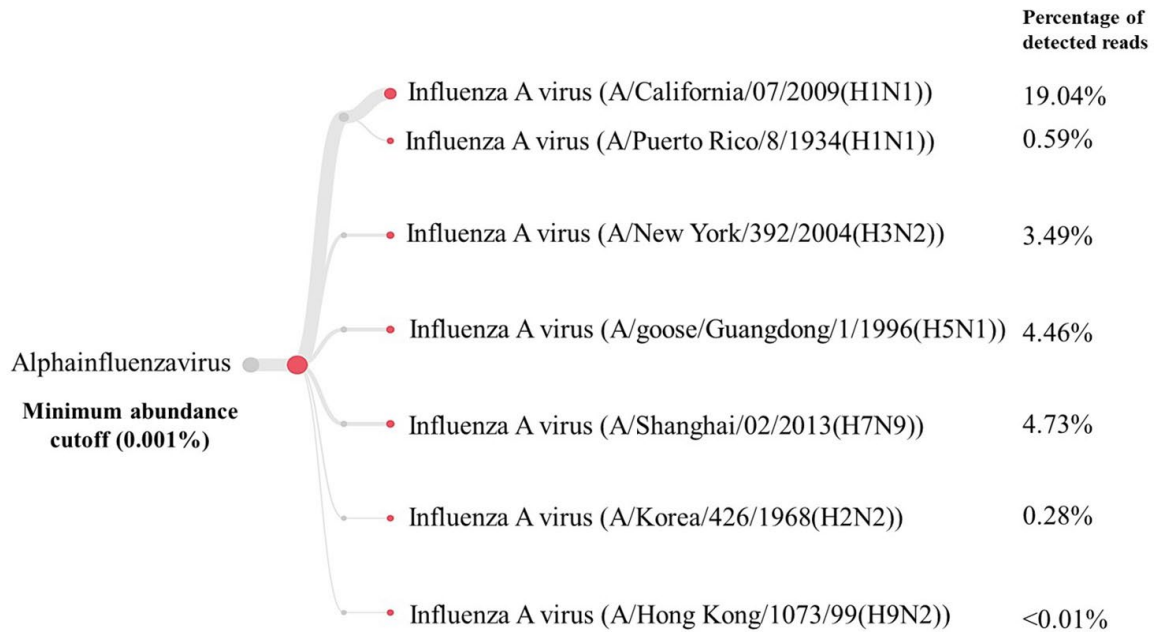 Percentage of
detected reads
Influenza A virus (A/California/07/2009(H1N1)) 19.04%
Influenza A virus (A/Puerto Rico/8/1934(H1N1)) 0.59%
Influenza A virus (A/New York/392/2004(H3N2)) 3.49%
Influenza A virus (A/goose/Guangdong/1/1996(H5N1)) 4.46%
Alphainfluenzavirus
Minimum abundance
cutoff (0.001%)
Influenza A virus (A/Shanghai/02/2013(H7N9)) 4.73%
Influenza A virus (A/Korea/426/1968(H2N2)) 0.28%
Influenza A virus (A/Hong Kong/1073/99(H9N2)) <0.01%